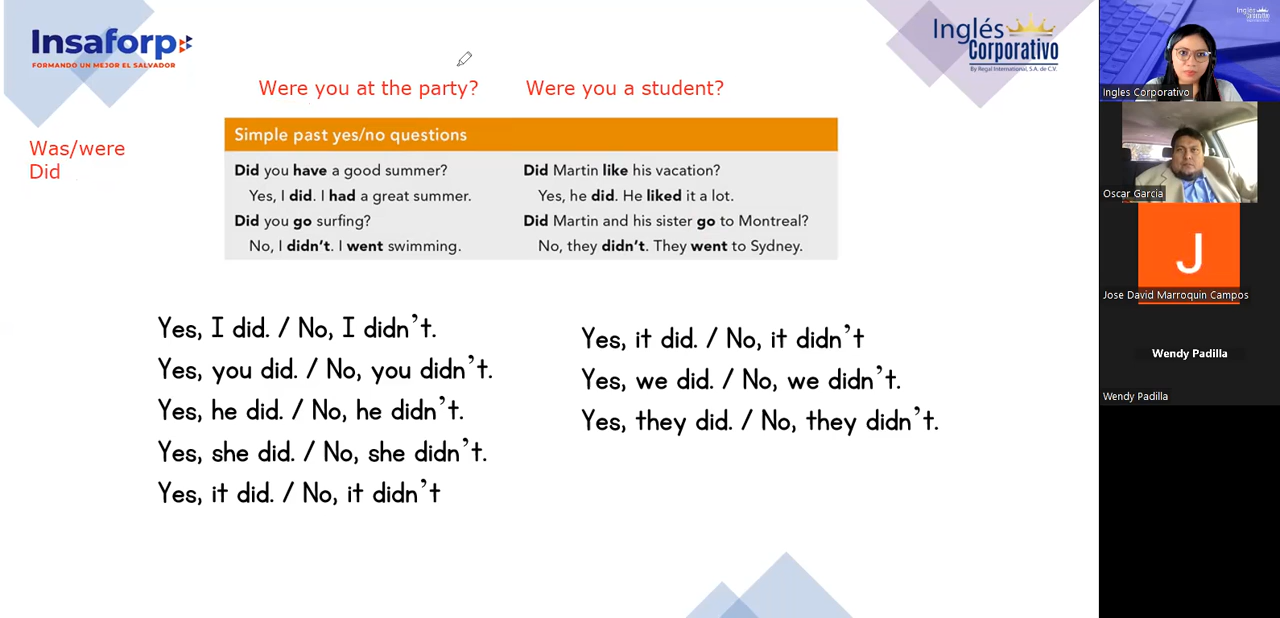 Insaforp
FORMANDO UN MEJOR EL SALVADOR
Inglés
Corporativo
By Regal International, S.A. de C.V.
Were you at the party?
Were you a student?
Was/were
Did
Simple past yes/no questions
Did you have a good summer?
Yes, I did. I had a great summer.
Did you go surfing?
No, I didn't. I went swimming.
Did Martin like his vacation?
Yes, he did. He liked it a lot.
Did Martin and his sister go to Montreal?
No, they didn't. They went to Sydney.
Yes, I did. / No, I didn't.
Yes, you did. / No, you didn't.
Yes, he did. / No, he didn't.
Yes, she did. / No, she didn't.
Yes, it did. / No, it didn't
Yes, it did. / No, it didn't
Yes, we did. / No, we didn't.
Yes, they did. / No, they didn't.
Inglés
Corporativo
Ingles Corporativo
Oscar Garcia
J
Jose David Marroquin Campos
Wendy Padilla
Wendy Padilla